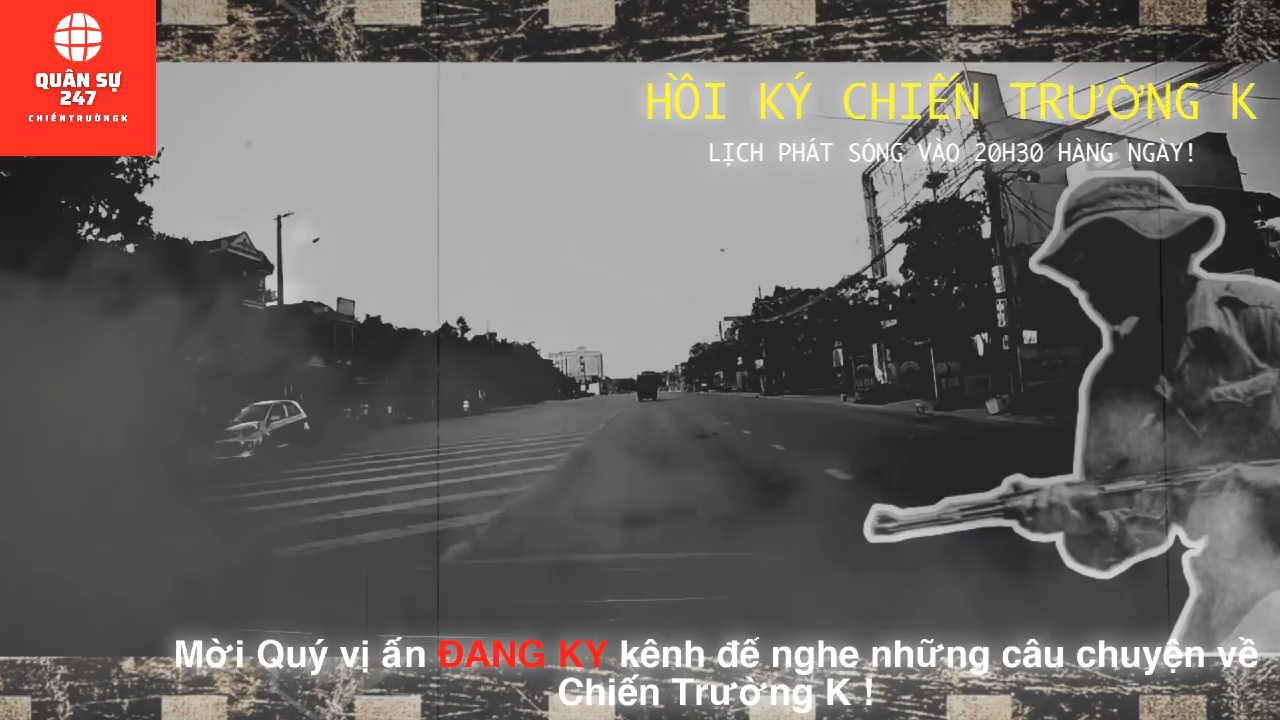 QUÂN SỰ
247
CHIẾNTRƯỜNGK
HỒI KÝ CHIẾN TRƯỜNG K
LỊCH PHÁT SÓNG VÀO 20H30 HÀNG NGÀY!
Mời Quý vị ấn ĐANG KY kênh để nghe những câu chuyện về
Chiến Trường K !